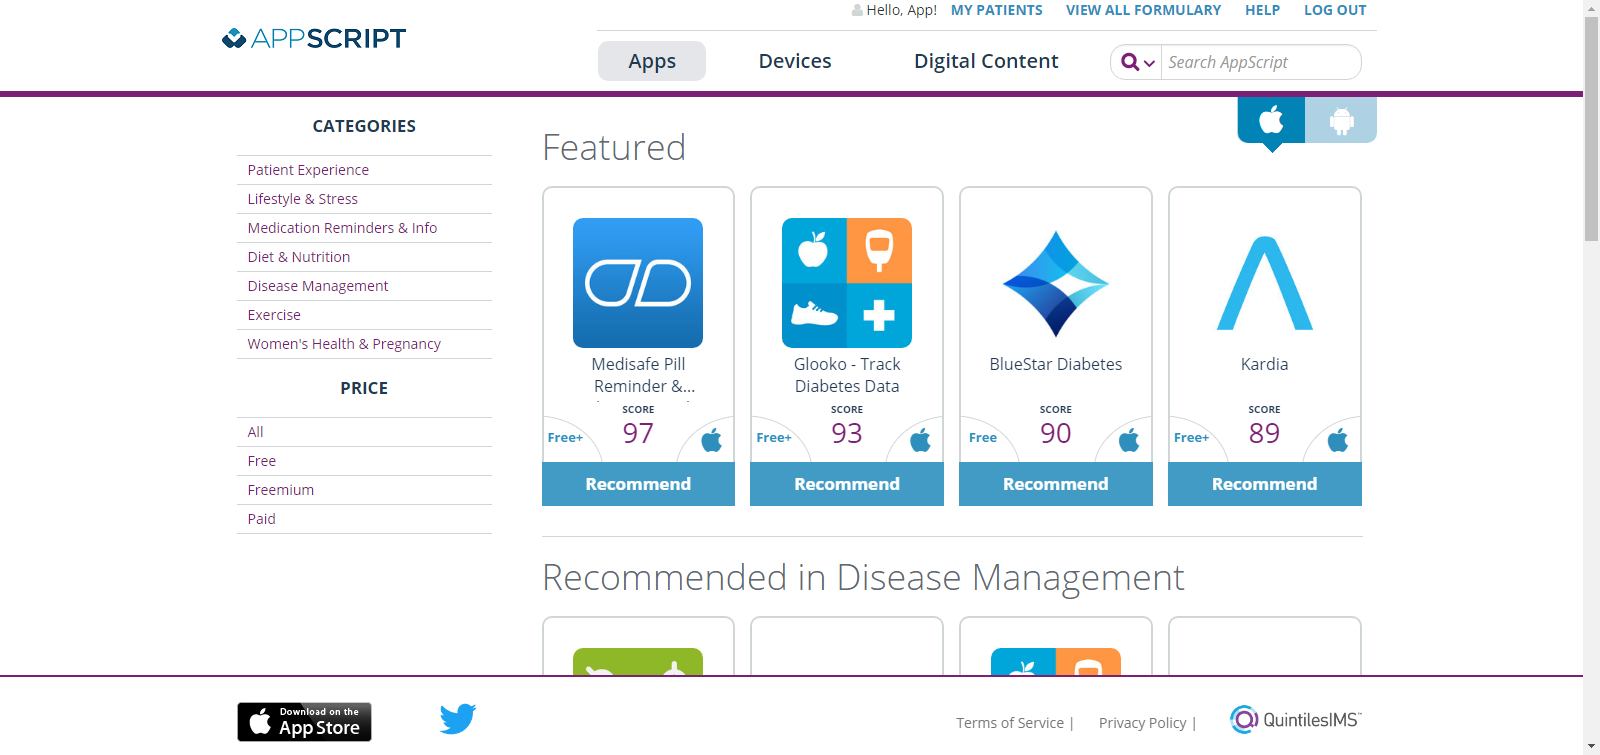 Hello, App! MY PATIENTS VIEW ALL FORMULARY HELP LOG OUT
APPSCRIPT
Apps Devices Digital Content Search AppScript
CATEGORIES
Patient Experience
Lifestyle & Stress
Medication Reminders & Info
Diet & Nutrition
Disease Management
Exercise
Women's Health & Pregnancy
PRICE
All
Free
Freemium
Paid
Featured
Medisafe Pill
Reminder &...
SCORE
Free+ 97
Recommend
Glooko - Track
Diabetes Data
SCORE
Free+ 93
Recommend
BlueStar Diabetes
SCORE
Free 90
Recommend
Kardia
SCORE
Free+ 89
Recommend
Recommended in Disease Management
Download on the
App Store
Terms of Service |
Privacy Policy |
QuintilesIMS™